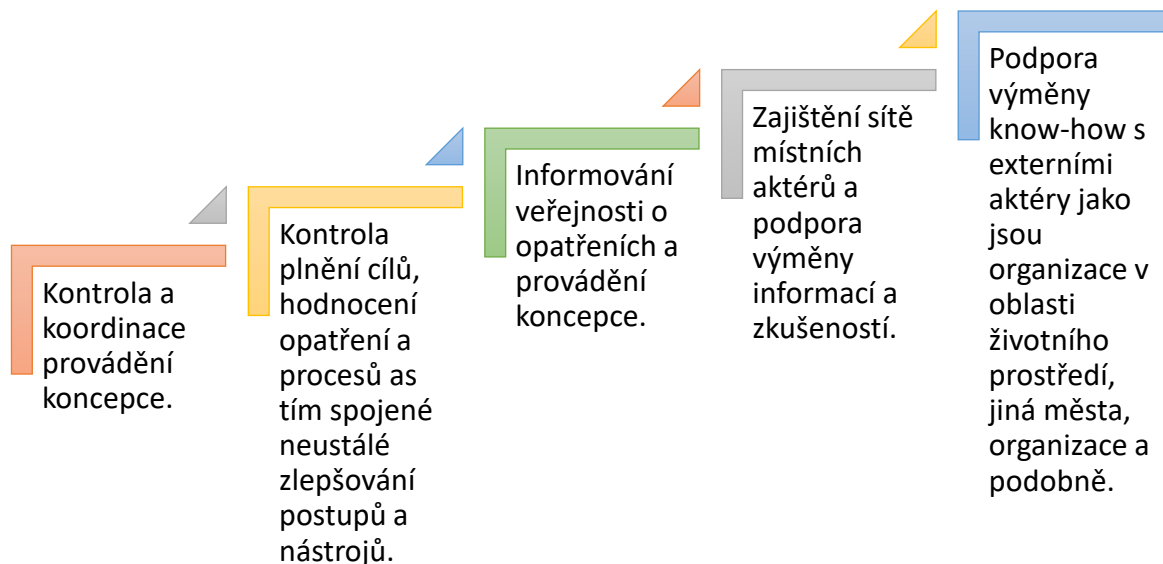 Kontrola a
koordinace
provádění
koncepce.
Kontrola
plnění cílů,
hodnocení
opatření a
procesů as
tím spojené
neustálé
zlepšování
postupů a
nástrojů.
Informování
veřejnosti o
opatřeních a
provádění
koncepce.
Zajištění sítě
místních
aktérů a
podpora
výměny
informací a
zkušeností.
Podpora
výměny
know-how s
externími
aktéry jako
jsou
organizace v
oblasti
životního
prostředí,
jiná města,
organizace a
podobně.